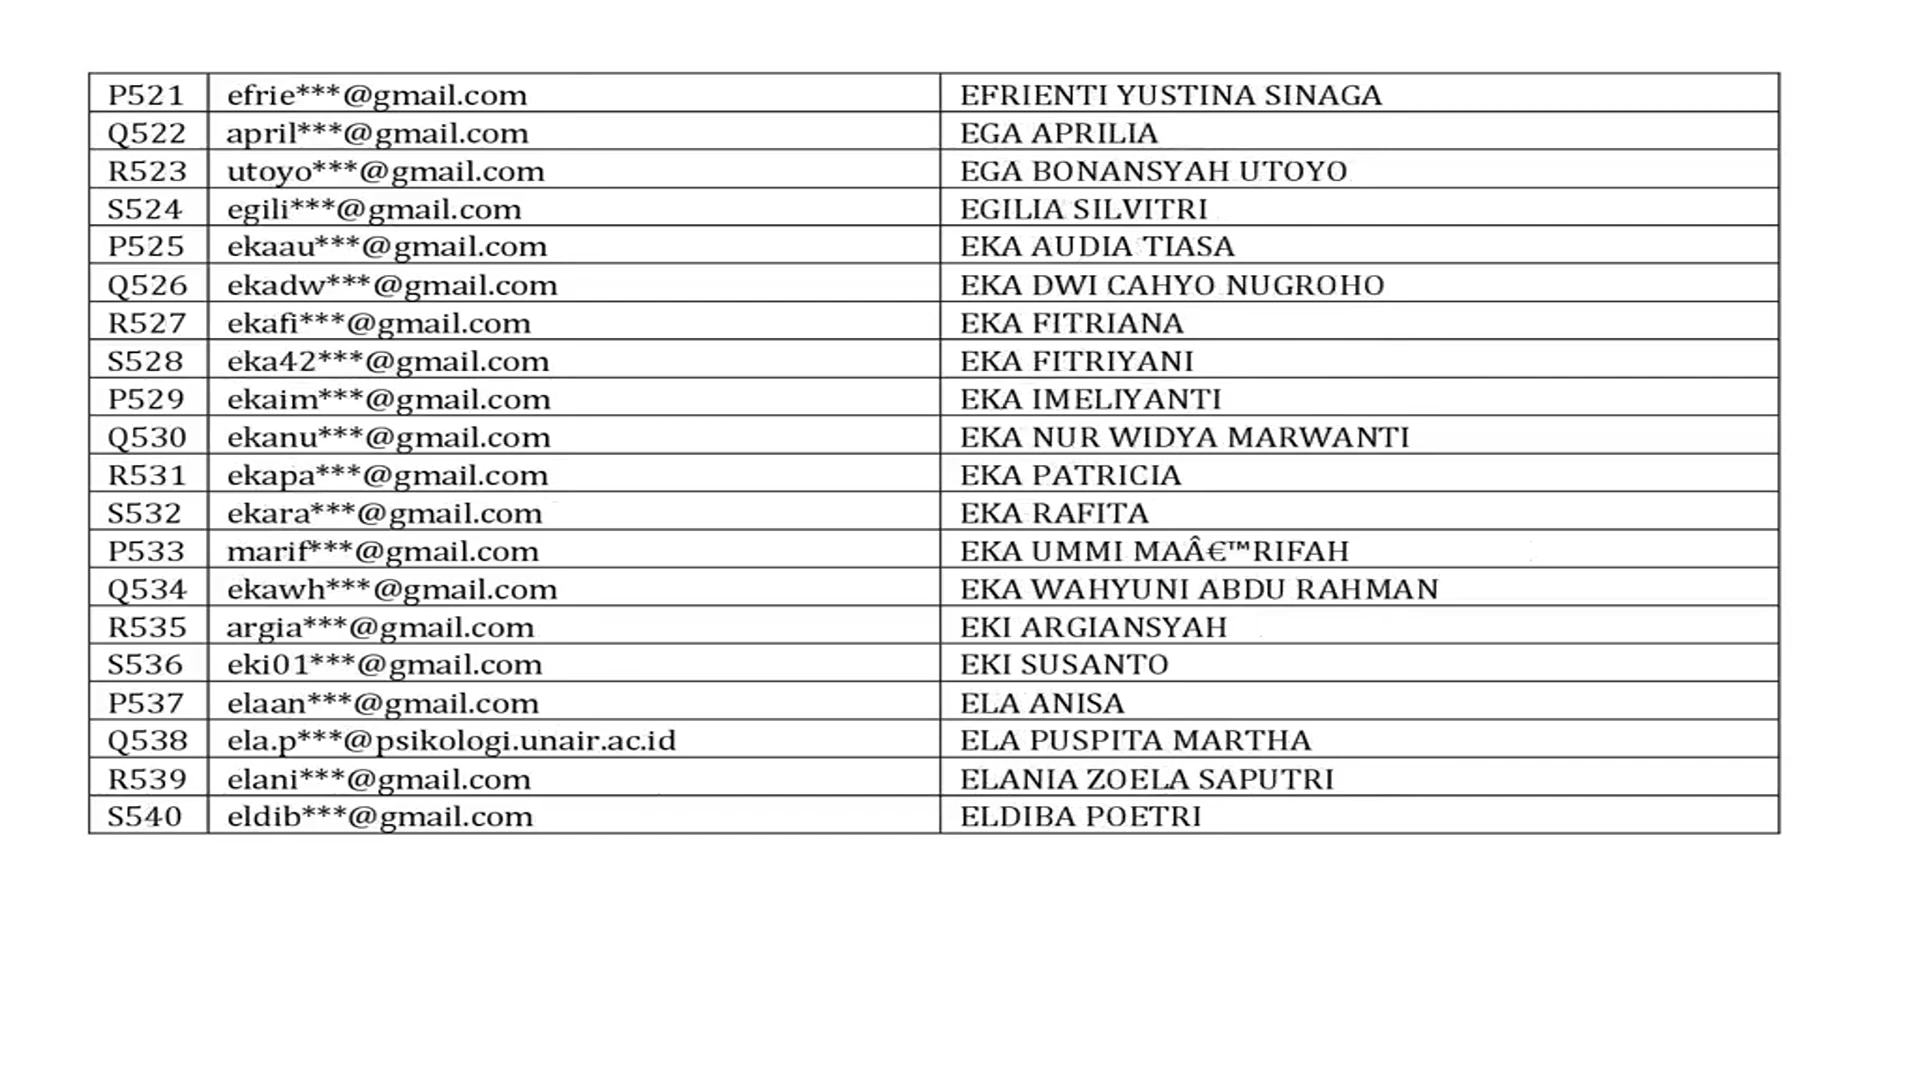 P521 efrie***@gmail.com EFRIENTI YUSTINA SINAGA
Q522 april***@gmail.com EGA APRILIA
R523 utoyo***@gmail.com EGA BONANSYAH UTOYO
S524 egili***@gmail.com EGILIA SILVITRI
P525 ekaau***@gmail.com EKA AUDIA TIASA
Q526 ekadw***@gmail.com EKA DWI CAHYO NUGROHO
R527 ekafi***@gmail.com EKA FITRIANA
S528 eka42***@gmail.com EKA FITRIYANI
P529 ekaim***@gmail.com EKA IMELIYANTI
Q530 ekanu***@gmail.com EKA NUR WIDYA MARWANTI
R531 ekapa***@gmail.com EKA PATRICIA
S532 ekara***@gmail.com EKA RAFITA
P533 marif***@gmail.com EKA UMMI MAÂ€™RIFAH
Q534 ekawh***@gmail.com EKA WAHYUNI ABDU RAHMAN
R535 argia***@gmail.com EKI ARGIANSYAH
S536 eki01***@gmail.com EKI SUSANTO
P537 elaan***@gmail.com ELA ANISA
Q538 ela.p***@psikologi.unair.ac.id ELA PUSPITA MARTHA
R539 elani***@gmail.com ELANIA ZOELA SAPUTRI
S540 eldib***@gmail.com ELDIBA POETRI